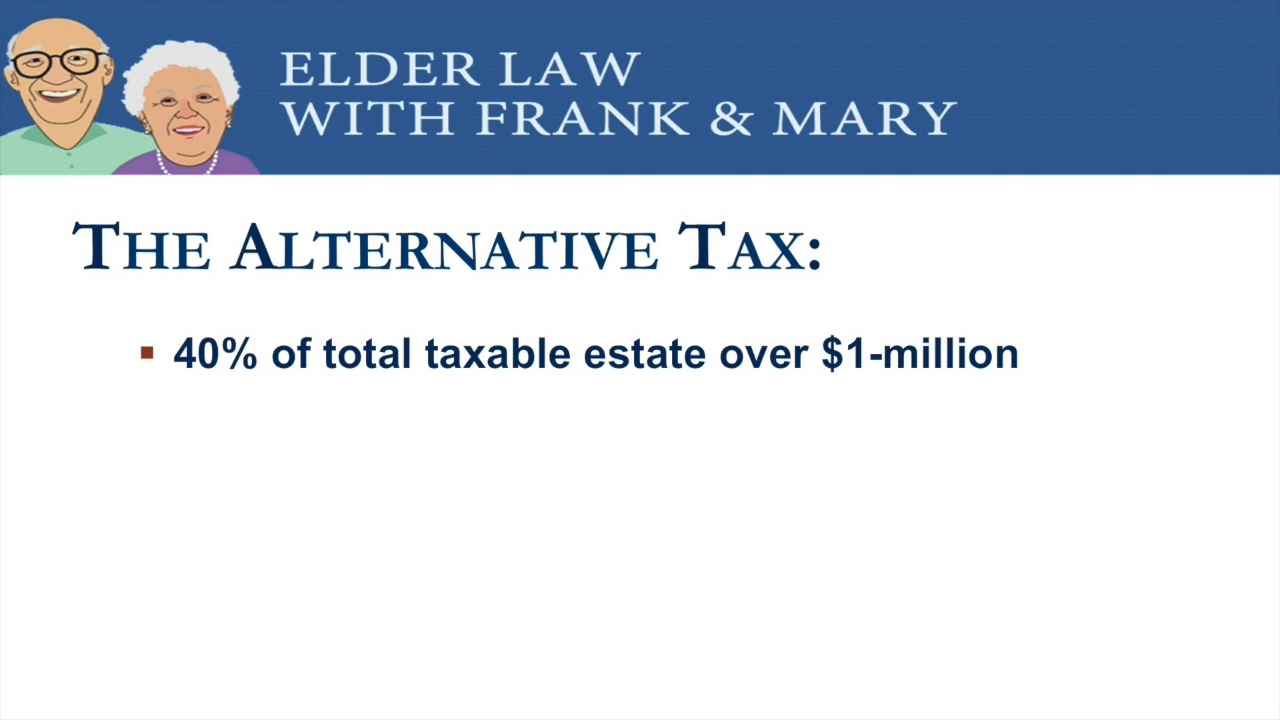 ELDER LAW
WITH FRANK & MARY
THE ALTERNATIVE TAX:
▪ 40% of total taxable estate over $1-million